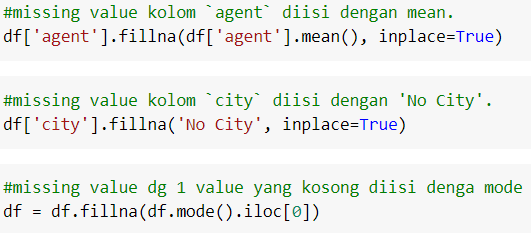 #missing value kolom `agent` diisi dengan mean.
df['agent'].fillna(df['agent'].mean(), inplace=True)
#missing value kolom `city` diisi dengan 'No City'.
df['city'].fillna('No City', inplace=True)
#missing value dg 1 value yang kosong diisi denga mode
df = df.fillna(df.mode().iloc[0])